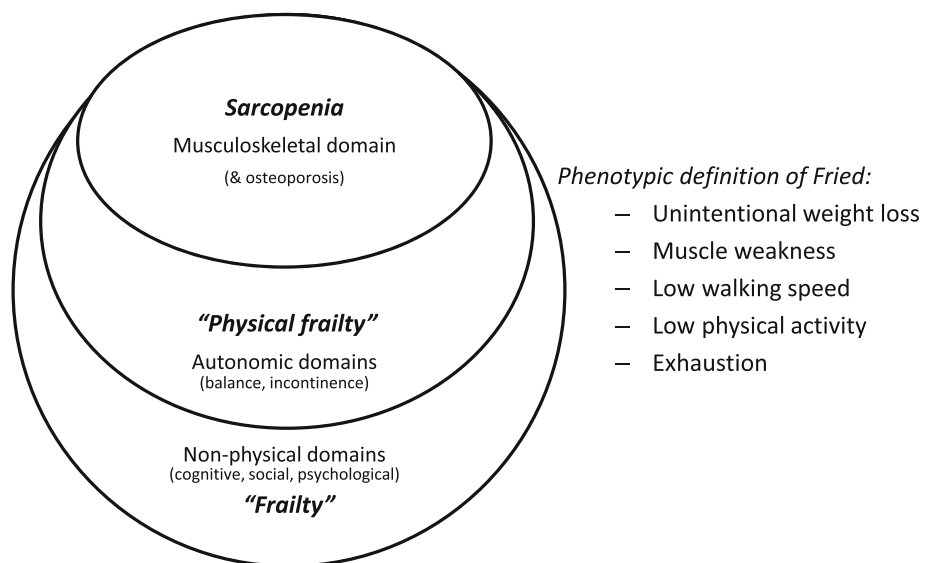 Sarcopenia
Musculoskeletal domain
(& osteoporosis)
“Physical frailty”
Autonomic domains
(balance, incontinence)
Non-physical domains
(cognitive, social, psychological)
“Frailty”
Phenotypic definition of Fried:
– Unintentional weight loss
– Muscle weakness
– Low walking speed
– Low physical activity
– Exhaustion